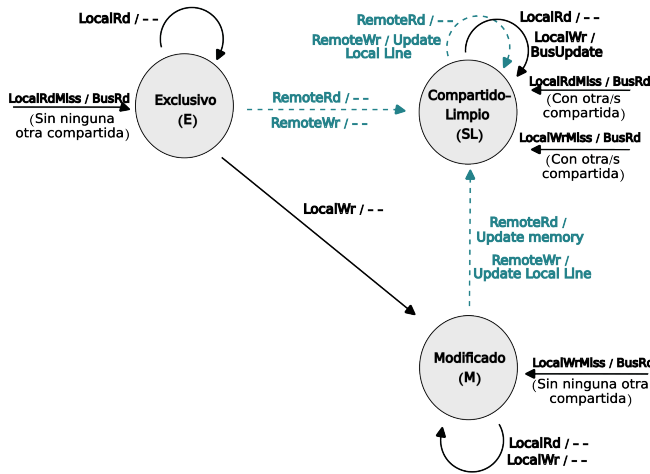 LocalRd / - -
RemoteRd / - -
RemoteWr / Update
Local Line
LocalRd / - -
LocalWr /
BusUpdate
LocalRdMiss / BusRd
(Sin ninguna
otra compartida)
Exclusivo
(E)
RemoteRd / - -
RemoteWr / - -
Compartido-
Limpio
(SL)
LocalRdMiss / BusRd
(Con otra/s
compartida)
LocalWrMiss / BusRd
(Con otra/s
compartida)
LocalWr / - -
RemoteRd /
Update memory
RemoteWr /
Update Local Line
Modificado
(M)
LocalWrMiss / BusRd
(Sin ninguna otra
compartida)
LocalRd / - -
LocalWr / - -